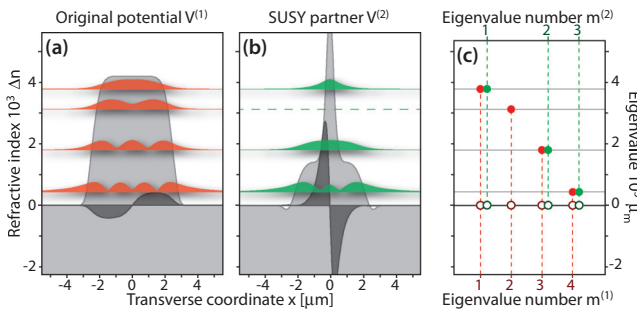 Original potential V(1)
SUSY partner V(2)
Eigenvalue number m(2)
1 2 3
(a)
(b)
(c)
Refractive index 10³ Δn
4
2
0
-2
4
2
0
-2
Eigenvalue
-4 -2 0 2 4
-4 -2 0 2 4
1 2 3 4
Transverse coordinate x [μm]
Eigenvalue number m(1)